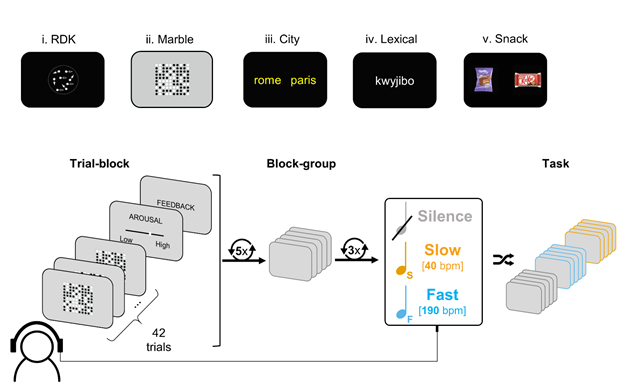 i. RDK
ii. Marble
iii. City
iv. Lexical
v. Snack
rome paris
kwyjibo
Trial-block
Block-group
Task
FEEDBACK
AROUSAL
Low
High
...
42
trials
5x
3x
Silence
S
Slow
[40 bpm]
F
Fast
[190 bpm]